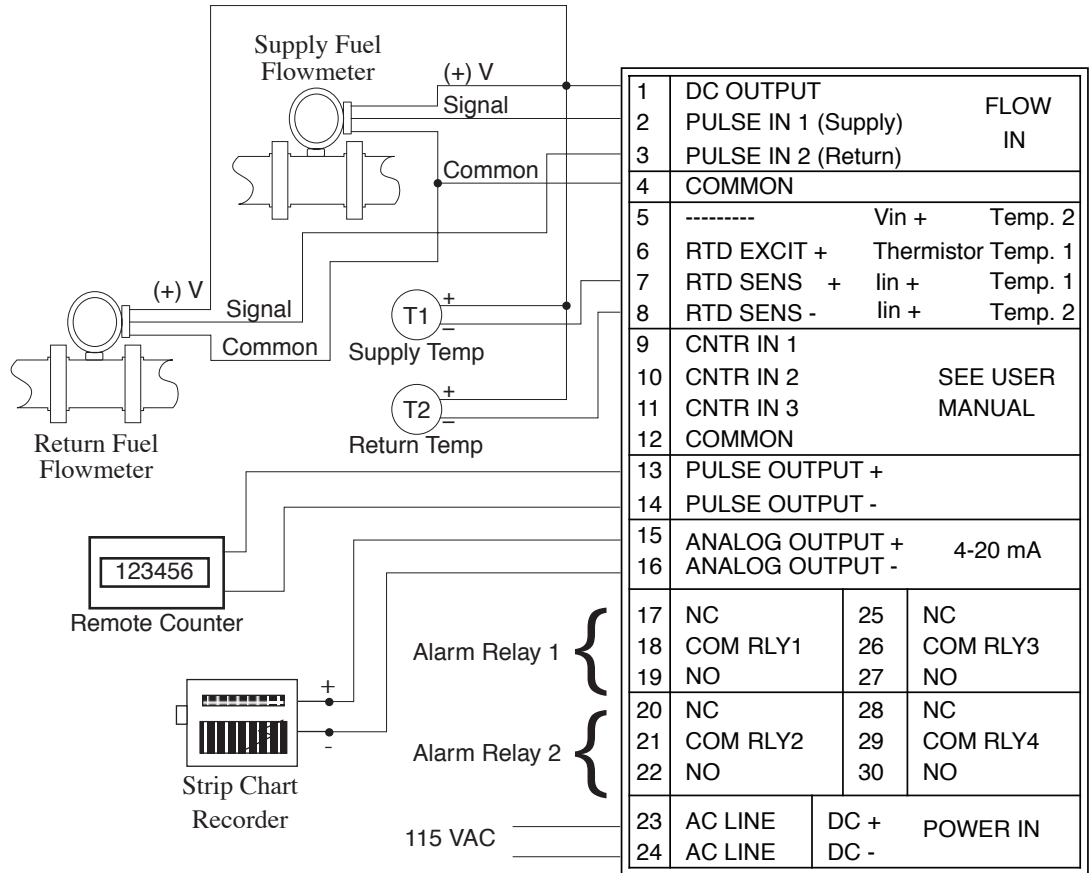 Supply Fuel
Flowmeter
(+) V
Signal
Common
(+) V
Signal
Common
Return Fuel
Flowmeter
T1
+
–
Supply Temp
T2
+
–
Return Temp
123456
Remote Counter
+
-
Strip Chart
Recorder
Alarm Relay 1 {
Alarm Relay 2 {
115 VAC
1 DC OUTPUT
2 PULSE IN 1 (Supply)
3 PULSE IN 2 (Return)
FLOW
IN
4 COMMON
5 --------- Vin + Temp. 2
6 RTD EXCIT + Thermistor Temp. 1
7 RTD SENS + Iin + Temp. 1
8 RTD SENS - Iin + Temp. 2
9 CNTR IN 1
10 CNTR IN 2 SEE USER
11 CNTR IN 3 MANUAL
12 COMMON
13 PULSE OUTPUT +
14 PULSE OUTPUT -
15 ANALOG OUTPUT +
16 ANALOG OUTPUT -
4-20 mA
17 NC 25 NC
18 COM RLY1 26 COM RLY3
19 NO 27 NO
20 NC 28 NC
21 COM RLY2 29 COM RLY4
22 NO 30 NO
23 AC LINE DC +
24 AC LINE DC -
POWER IN